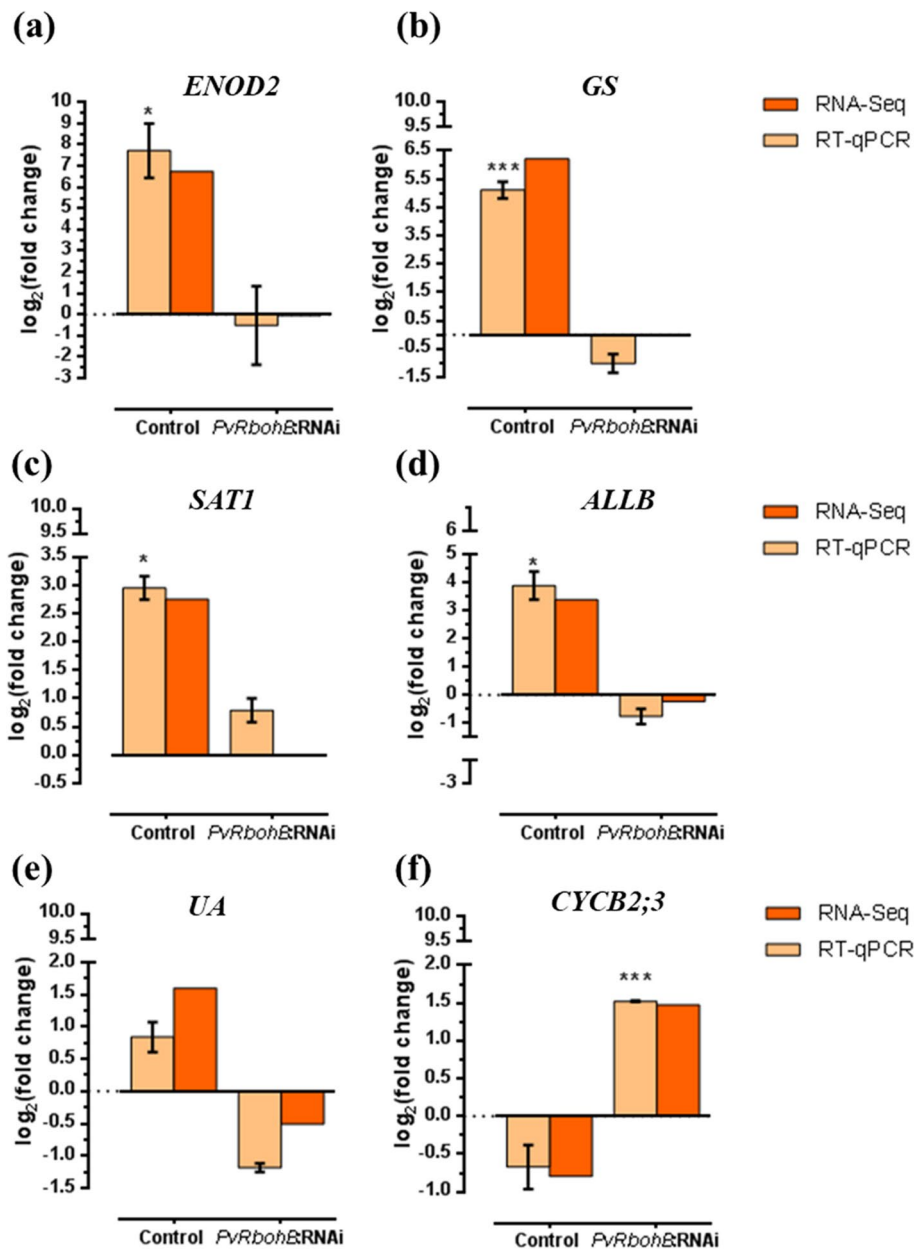 (a)
ENOD2
10
9
8
7
6
5
4
3
2
1
0
-1
-2
-3
log2(fold change)
*
Control PvRbohB:RNAi
(b)
GS
10.0
9.5
6.5
5.5
4.5
3.5
2.5
1.5
0.5
-0.5
-1.5
log2(fold change)
***
Control PvRbohB:RNAi
RNA-Seq
RT-qPCR
(c)
SAT1
10.0
9.5
3.5
3.0
2.5
2.0
1.5
1.0
0.5
0.0
-0.5
log2(fold change)
*
Control PvRbohB:RNAi
(d)
ALLB
6
5
4
3
2
1
0
-1
-3
log2(fold change)
*
Control PvRbohB:RNAi
RNA-Seq
RT-qPCR
(e)
UA
10.0
9.5
2.0
1.5
1.0
0.5
0.0
-0.5
-1.0
-1.5
log2(fold change)
Control PvRbohB:RNAi
(f)
CYCB2;3
10.0
9.5
2.0
1.5
1.0
0.5
0.0
-0.5
-1.0
log2(fold change)
***
Control PvRbohB:RNAi
RNA-Seq
RT-qPCR